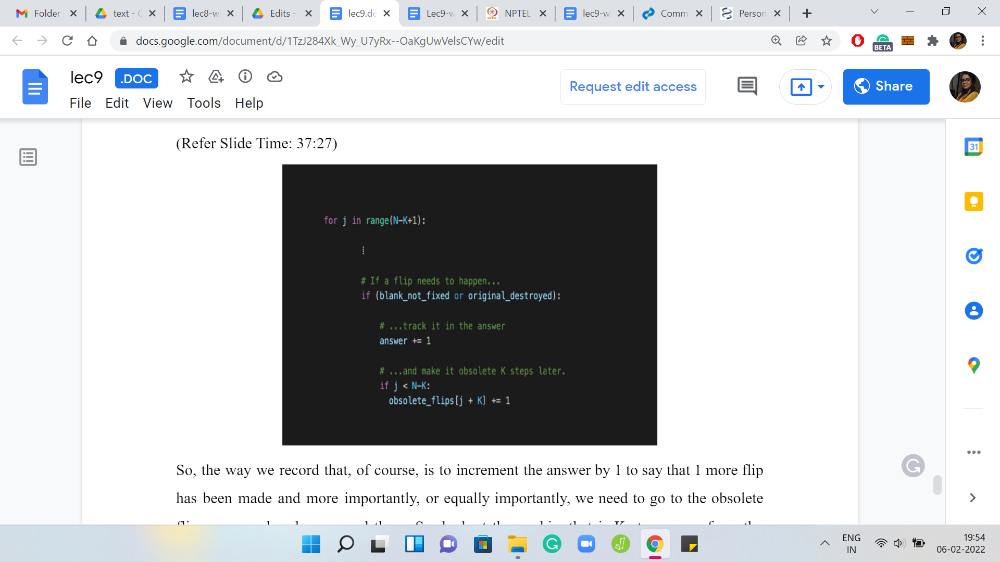 Folder
text - G
lec8-w
Edits -
lec9.dc
Lec9-w
NPTEL
lec9-w
Comm
Person
docs.google.com/document/d/1TzJ284Xk_Wy_U7yRx--OaKgUwVelsCYw/edit
BETA
lec9 .DOC
File Edit View Tools Help
Request edit access
Share
31
(Refer Slide Time: 37:27)
for j in range(N-K+1):
⋮
# If a flip needs to happen...
if (blank_not_fixed or original_destroyed):
# ...track it in the answer
answer += 1
# ...and make it obsolete K steps later.
if j < N-K:
obsolete_flips[j + K] += 1
So, the way we record that, of course, is to increment the answer by 1 to say that 1 more flip
has been made and more importantly, or equally importantly, we need to go to the obsolete
ENG
IN
19:54
06-02-2022